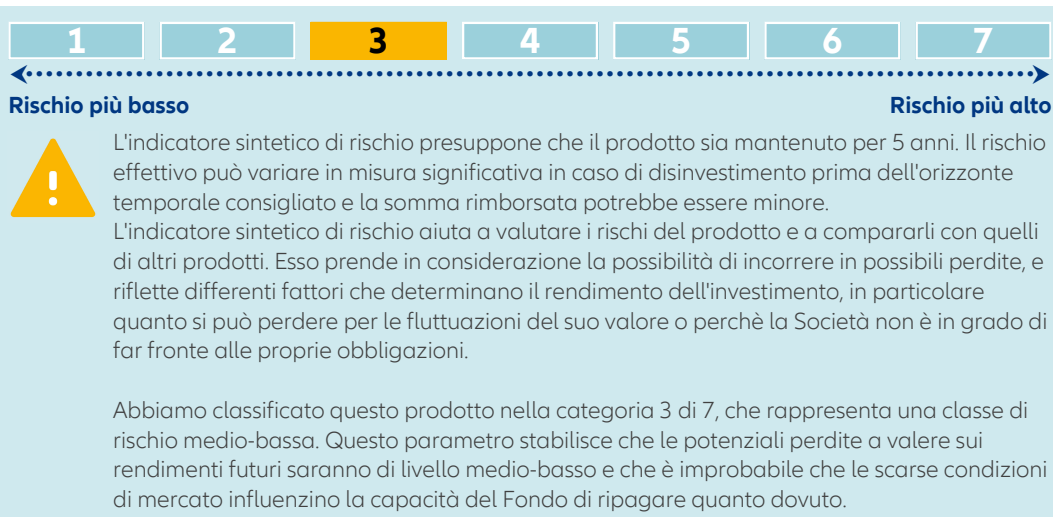 1 2 3 4 5 6 7
Rischio più basso Rischio più alto
L'indicatore sintetico di rischio presuppone che il prodotto sia mantenuto per 5 anni. Il rischio
effettivo può variare in misura significativa in caso di disinvestimento prima dell'orizzonte
temporale consigliato e la somma rimborsata potrebbe essere minore.
L'indicatore sintetico di rischio aiuta a valutare i rischi del prodotto e a compararli con quelli
di altri prodotti. Esso prende in considerazione la possibilità di incorrere in possibili perdite, e
riflette differenti fattori che determinano il rendimento dell'investimento, in particolare
quanto si può perdere per le fluttuazioni del suo valore o perchè la Società non è in grado di
far fronte alle proprie obbligazioni.
Abbiamo classificato questo prodotto nella categoria 3 di 7, che rappresenta una classe di
rischio medio-bassa. Questo parametro stabilisce che le potenziali perdite a valere sui
rendimenti futuri saranno di livello medio-basso e che è improbabile che le scarse condizioni
di mercato influenzino la capacità del Fondo di ripagare quanto dovuto.